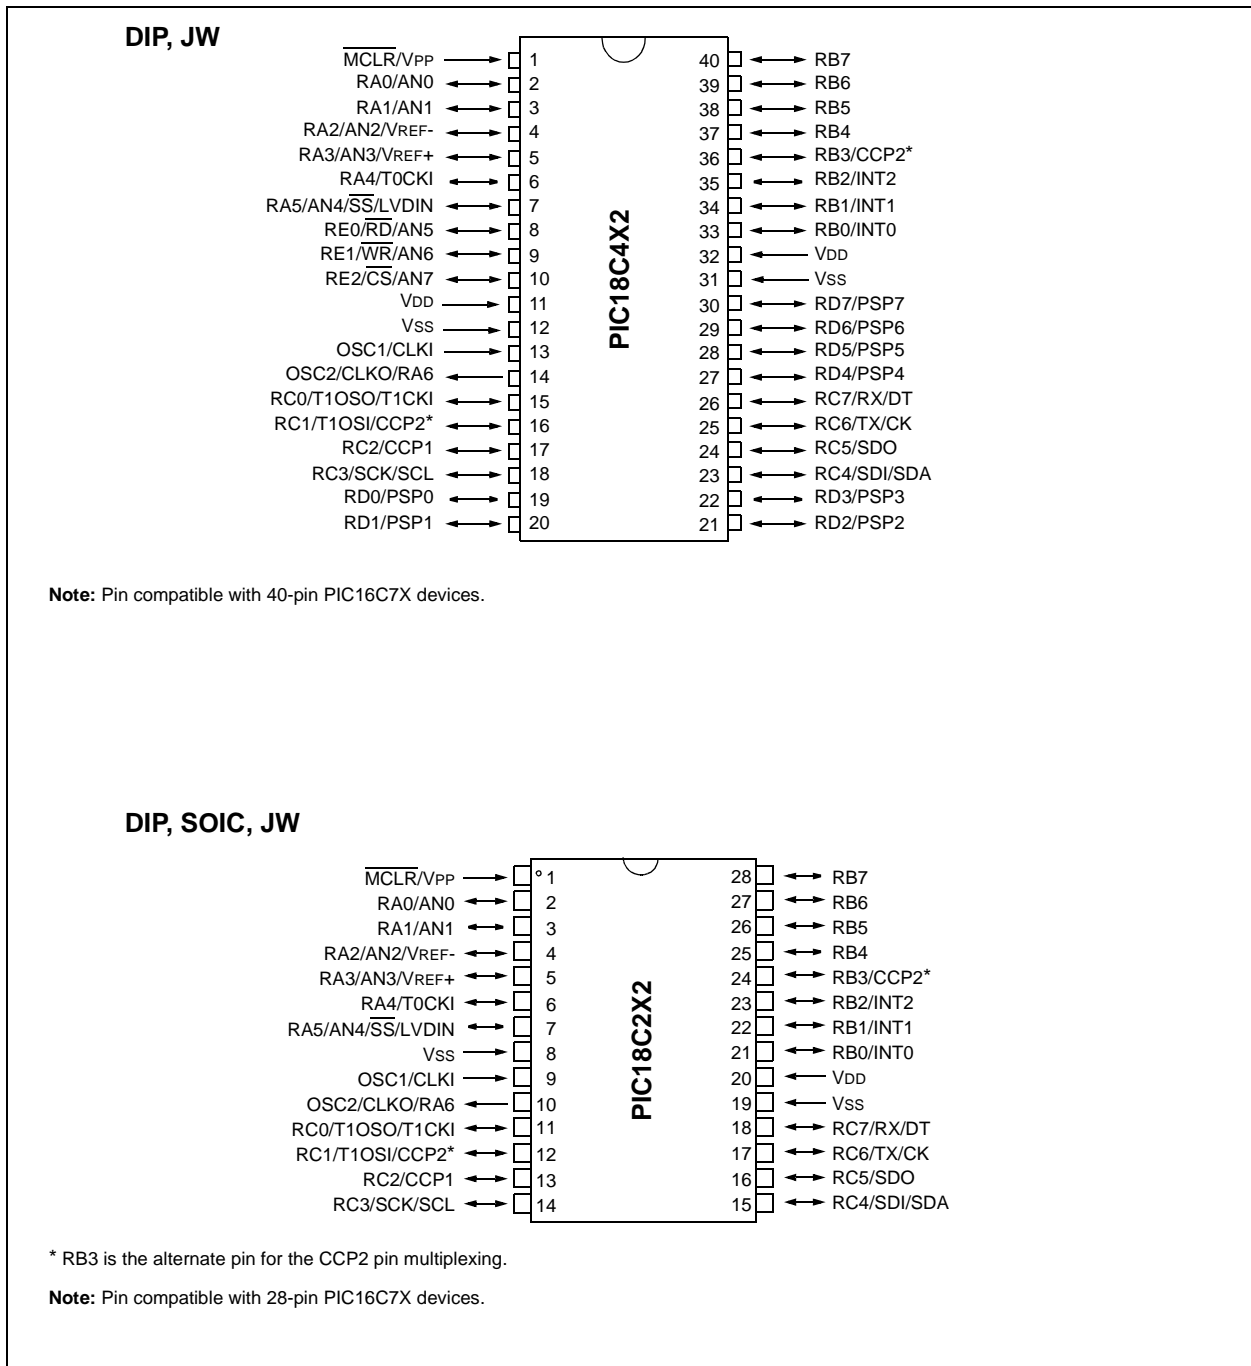 DIP, JW
MCLR/VPP 1 40 RB7
RA0/AN0 2 39 RB6
RA1/AN1 3 38 RB5
RA2/AN2/VREF- 4 37 RB4
RA3/AN3/VREF+ 5 36 RB3/CCP2*
RA4/T0CKI 6 35 RB2/INT2
RA5/AN4/SS/LVDIN 7 34 RB1/INT1
RE0/RD/AN5 8 33 RB0/INT0
RE1/WR/AN6 9 32 VDD
RE2/CS/AN7 10 31 VSS
VDD 11 30 RD7/PSP7
VSS 12 29 RD6/PSP6
OSC1/CLKI 13 28 RD5/PSP5
OSC2/CLKO/RA6 14 27 RD4/PSP4
RC0/T1OSO/T1CKI 15 26 RC7/RX/DT
RC1/T1OSI/CCP2* 16 25 RC6/TX/CK
RC2/CCP1 17 24 RC5/SDO
RC3/SCK/SCL 18 23 RC4/SDI/SDA
RD0/PSP0 19 22 RD3/PSP3
RD1/PSP1 20 21 RD2/PSP2
PIC18C4X2
Note: Pin compatible with 40-pin PIC16C7X devices.
DIP, SOIC, JW
MCLR/VPP 1 28 RB7
RA0/AN0 2 27 RB6
RA1/AN1 3 26 RB5
RA2/AN2/VREF- 4 25 RB4
RA3/AN3/VREF+ 5 24 RB3/CCP2*
RA4/T0CKI 6 23 RB2/INT2
RA5/AN4/SS/LVDIN 7 22 RB1/INT1
VSS 8 21 RB0/INT0
OSC1/CLKI 9 20 VDD
OSC2/CLKO/RA6 10 19 VSS
RC0/T1OSO/T1CKI 11 18 RC7/RX/DT
RC1/T1OSI/CCP2* 12 17 RC6/TX/CK
RC2/CCP1 13 16 RC5/SDO
RC3/SCK/SCL 14 15 RC4/SDI/SDA
PIC18C2X2
* RB3 is the alternate pin for the CCP2 pin multiplexing.
Note: Pin compatible with 28-pin PIC16C7X devices.